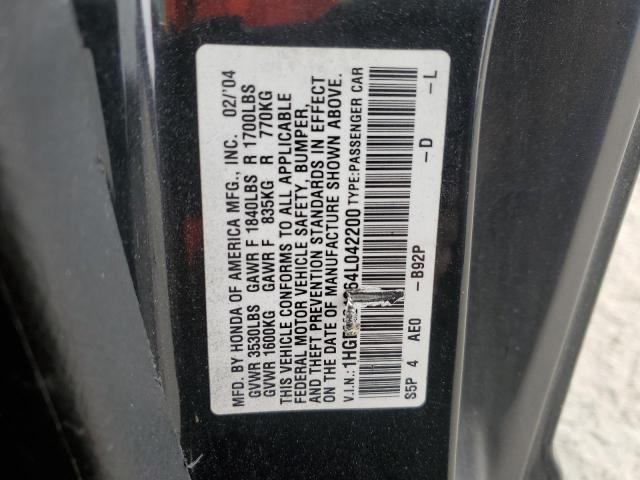 MFD. BY HONDA OF AMERICA MFG., INC. 02/'04
GVWR 3530LBS GAWR F 1840LBS R 1700LBS
GVWR 1600KG GAWR F 835KG R 770KG
THIS VEHICLE CONFORMS TO ALL APPLICABLE
FEDERAL MOTOR VEHICLE SAFETY, BUMPER,
AND THEFT PREVENTION STANDARDS IN EFFECT
ON THE DATE OF MANUFACTURE SHOWN ABOVE.
V.I.N.: TYPE:PASSENGER CAR
S5P 4 AE0 -B92P -D -L